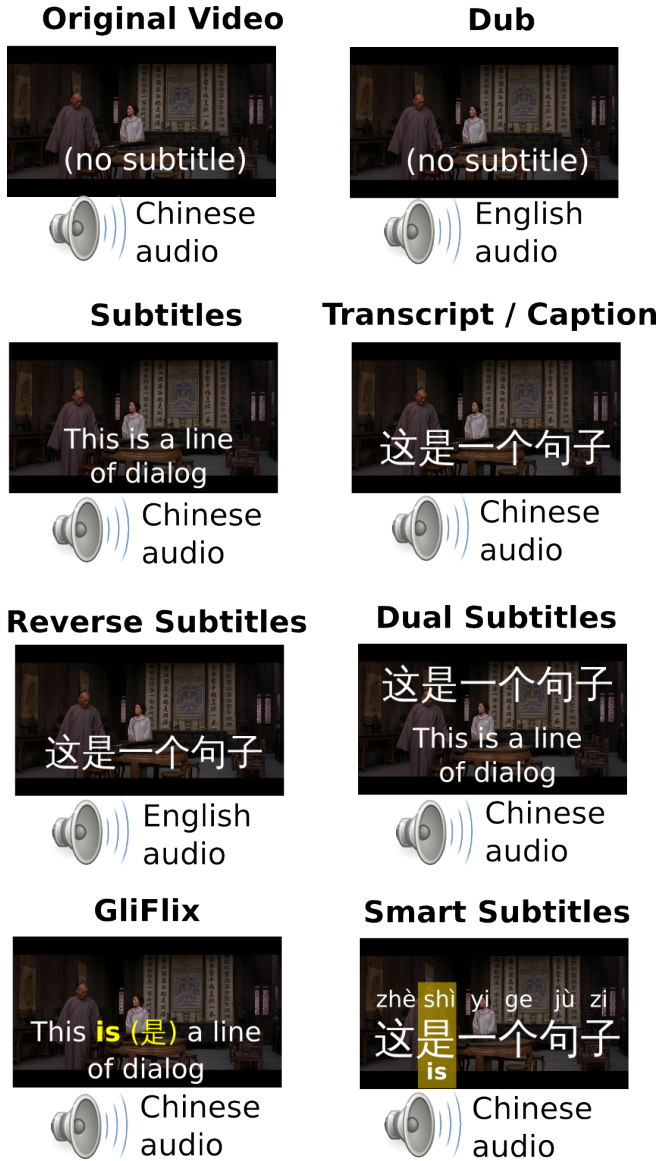 Original Video
(no subtitle)
Chinese
audio
Dub
(no subtitle)
English
audio
Subtitles
This is a line
of dialog
Chinese
audio
Transcript / Caption
这是一个句子
Chinese
audio
Reverse Subtitles
这是一个句子
English
audio
Dual Subtitles
这是一个句子
This is a line
of dialog
Chinese
audio
GliFlix
This is (是) a line
of dialog
Chinese
audio
Smart Subtitles
zhè shì yi ge jù zi
这是一个句子
is
Chinese
audio